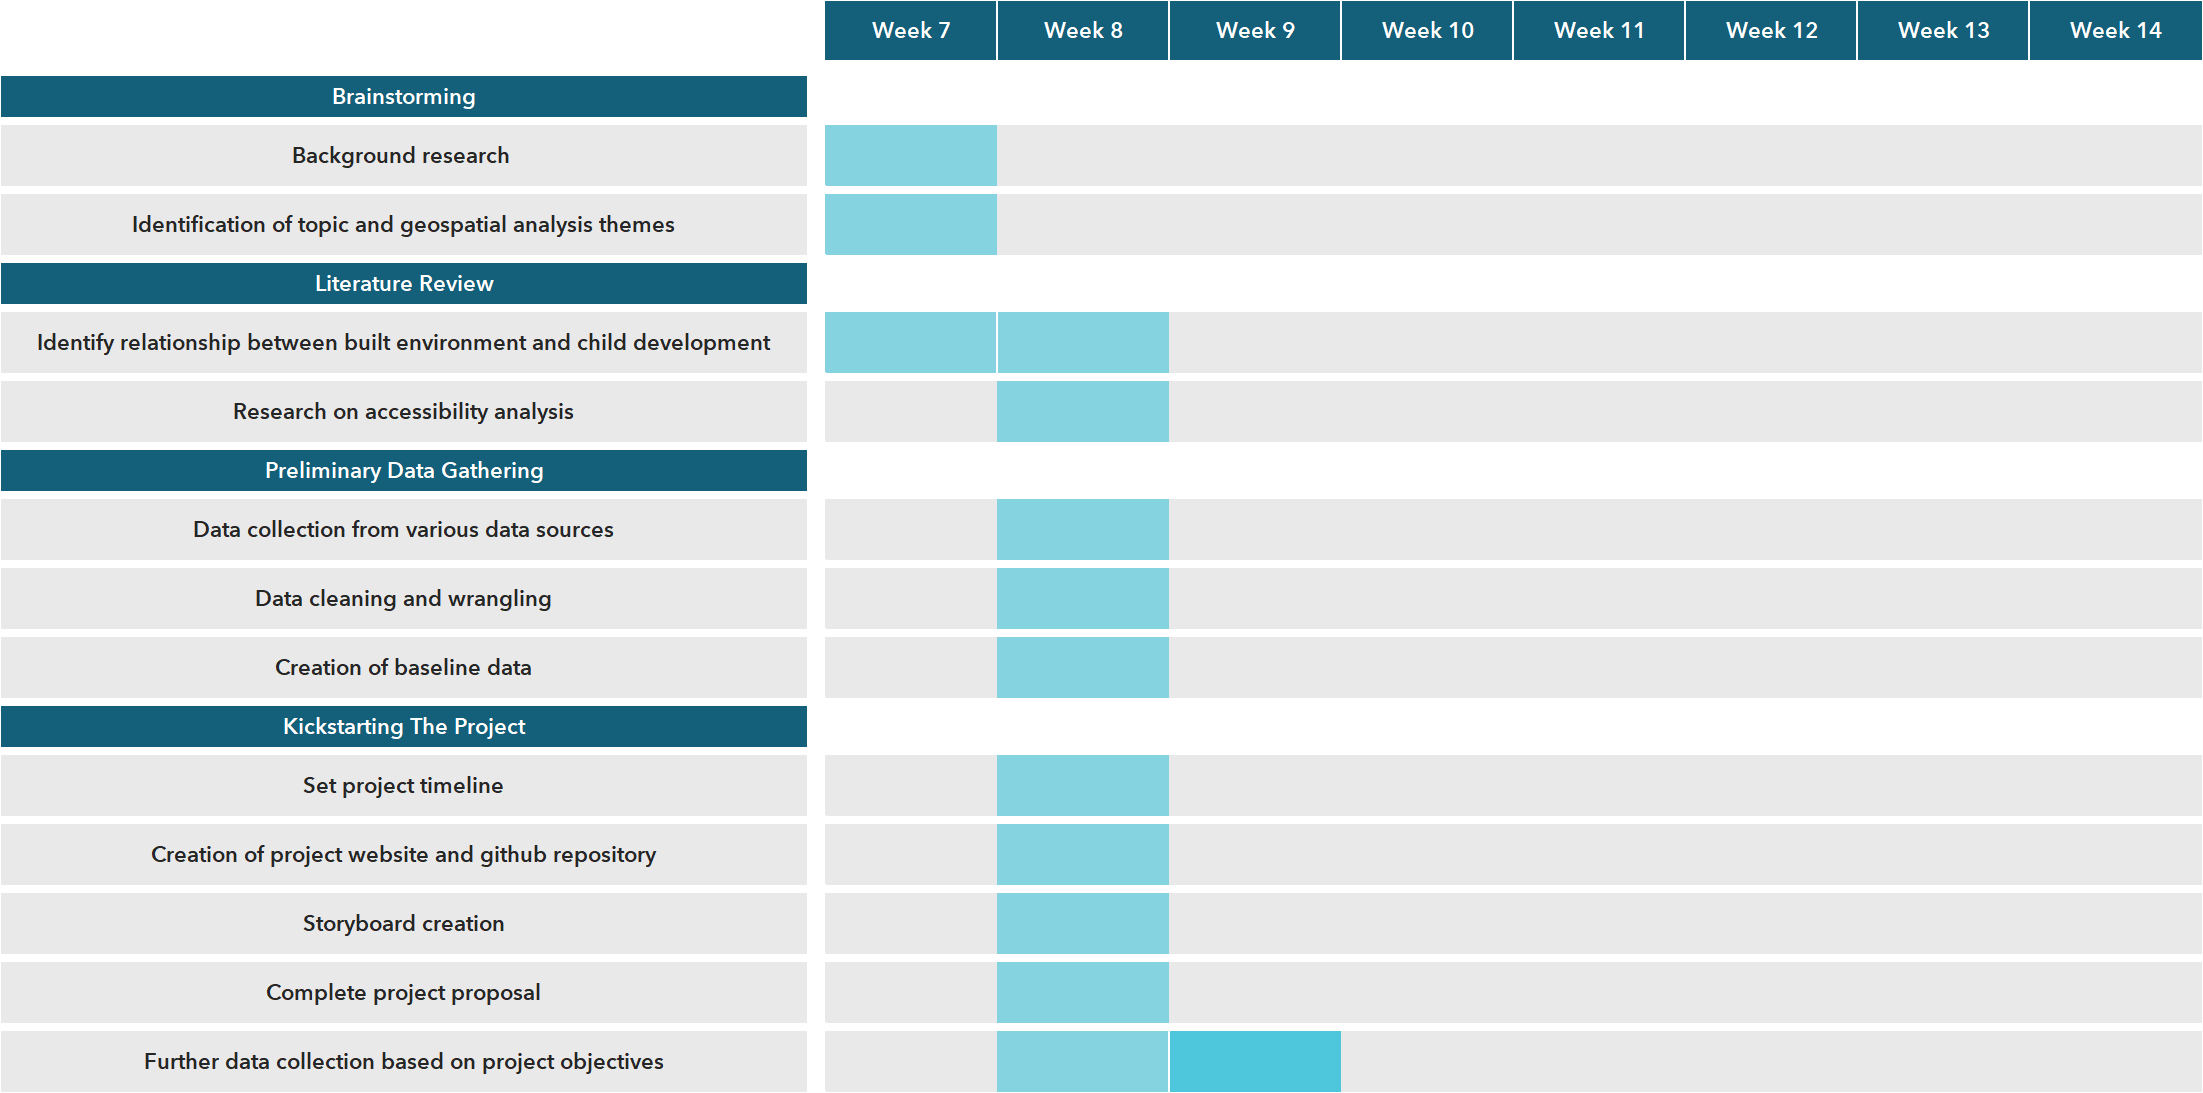 Week 7 Week 8 Week 9 Week 10 Week 11 Week 12 Week 13 Week 14
Brainstorming
Background research
Identification of topic and geospatial analysis themes
Literature Review
Identify relationship between built environment and child development
Research on accessibility analysis
Preliminary Data Gathering
Data collection from various data sources
Data cleaning and wrangling
Creation of baseline data
Kickstarting The Project
Set project timeline
Creation of project website and github repository
Storyboard creation
Complete project proposal
Further data collection based on project objectives